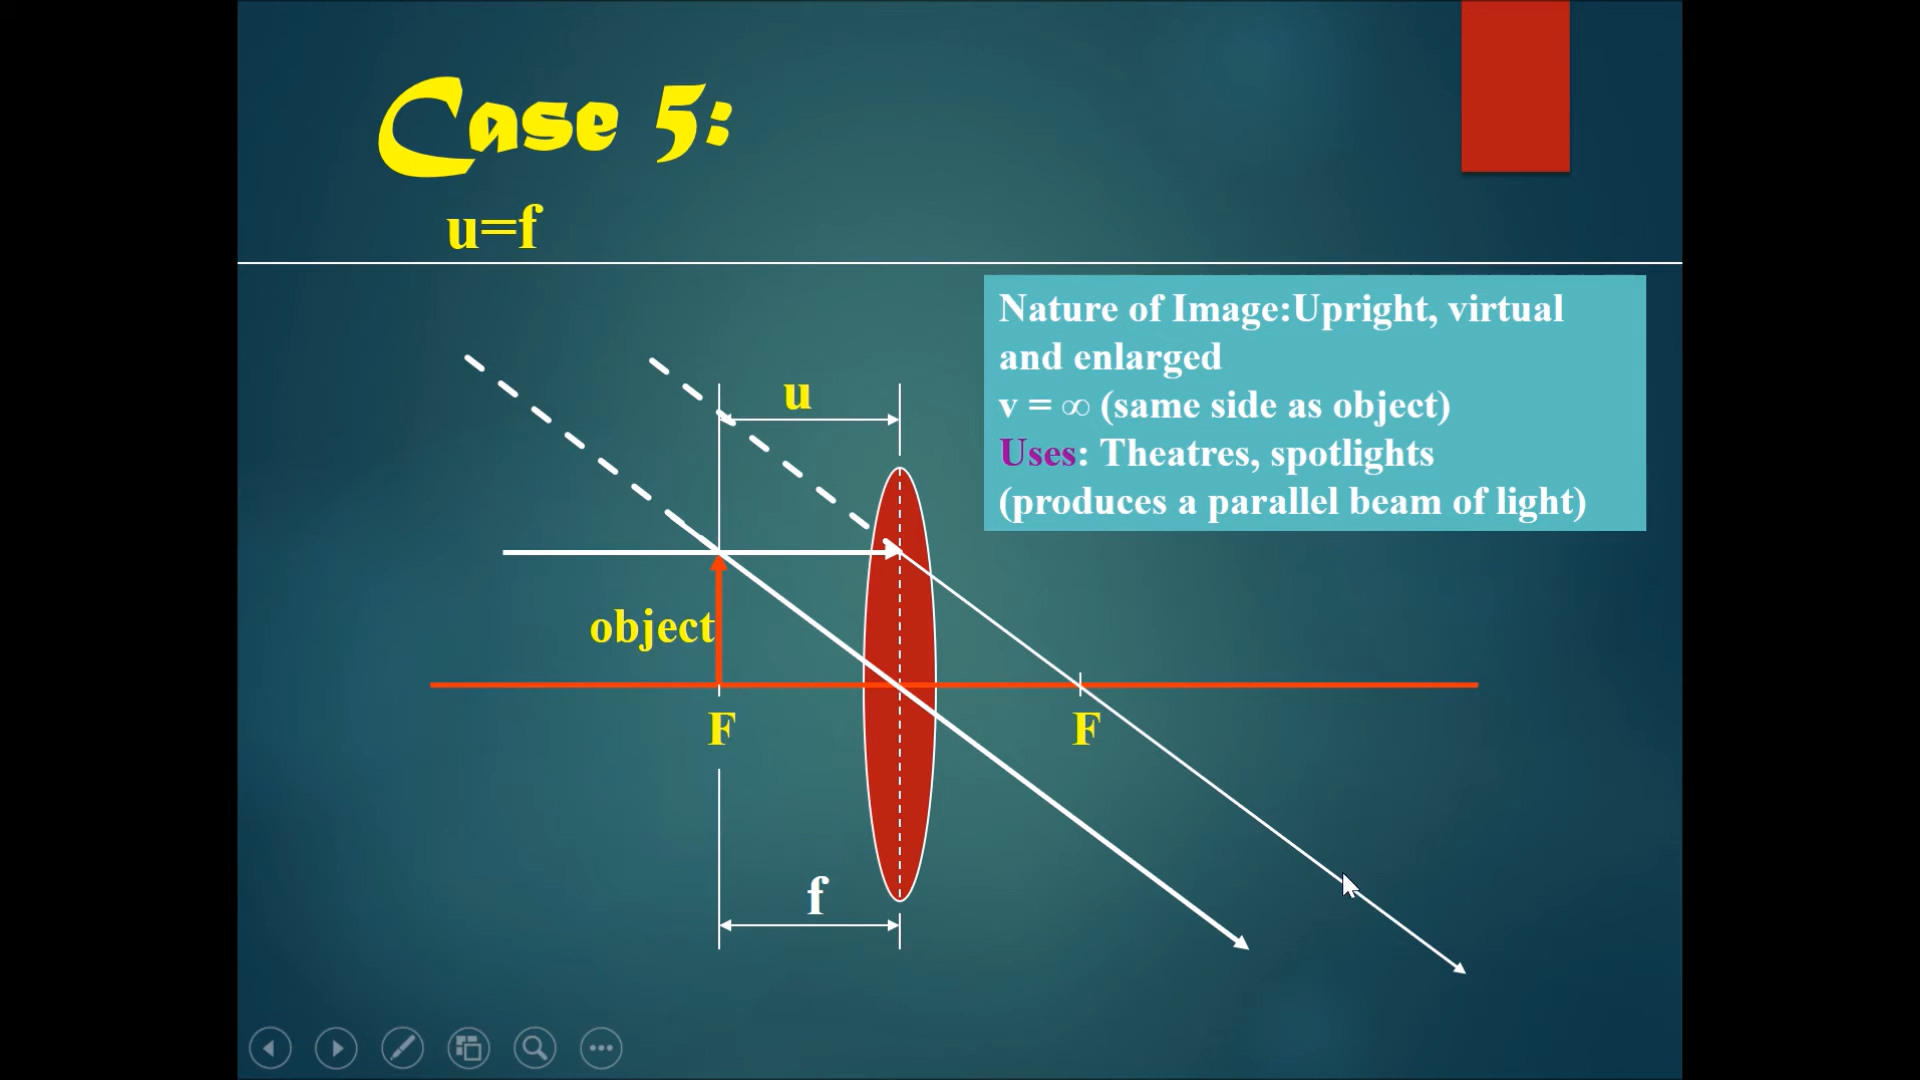 Case 5:
u=f
Nature of Image:Upright, virtual
and enlarged
v = ∞ (same side as object)
Uses: Theatres, spotlights
(produces a parallel beam of light)
u
object
F
F
f